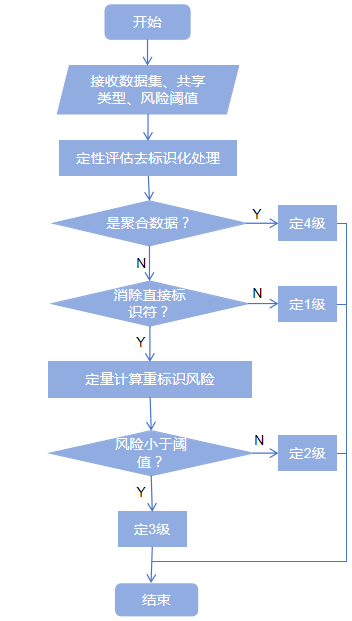 开始
接收数据集、共享
类型、风险阈值
定性评估去标识化处理
是聚合数据？
Y
定4级
N
消除直接标
识符？
N
定1级
Y
定量计算重标识风险
风险小于阈
值？
N
定2级
Y
定3级
结束